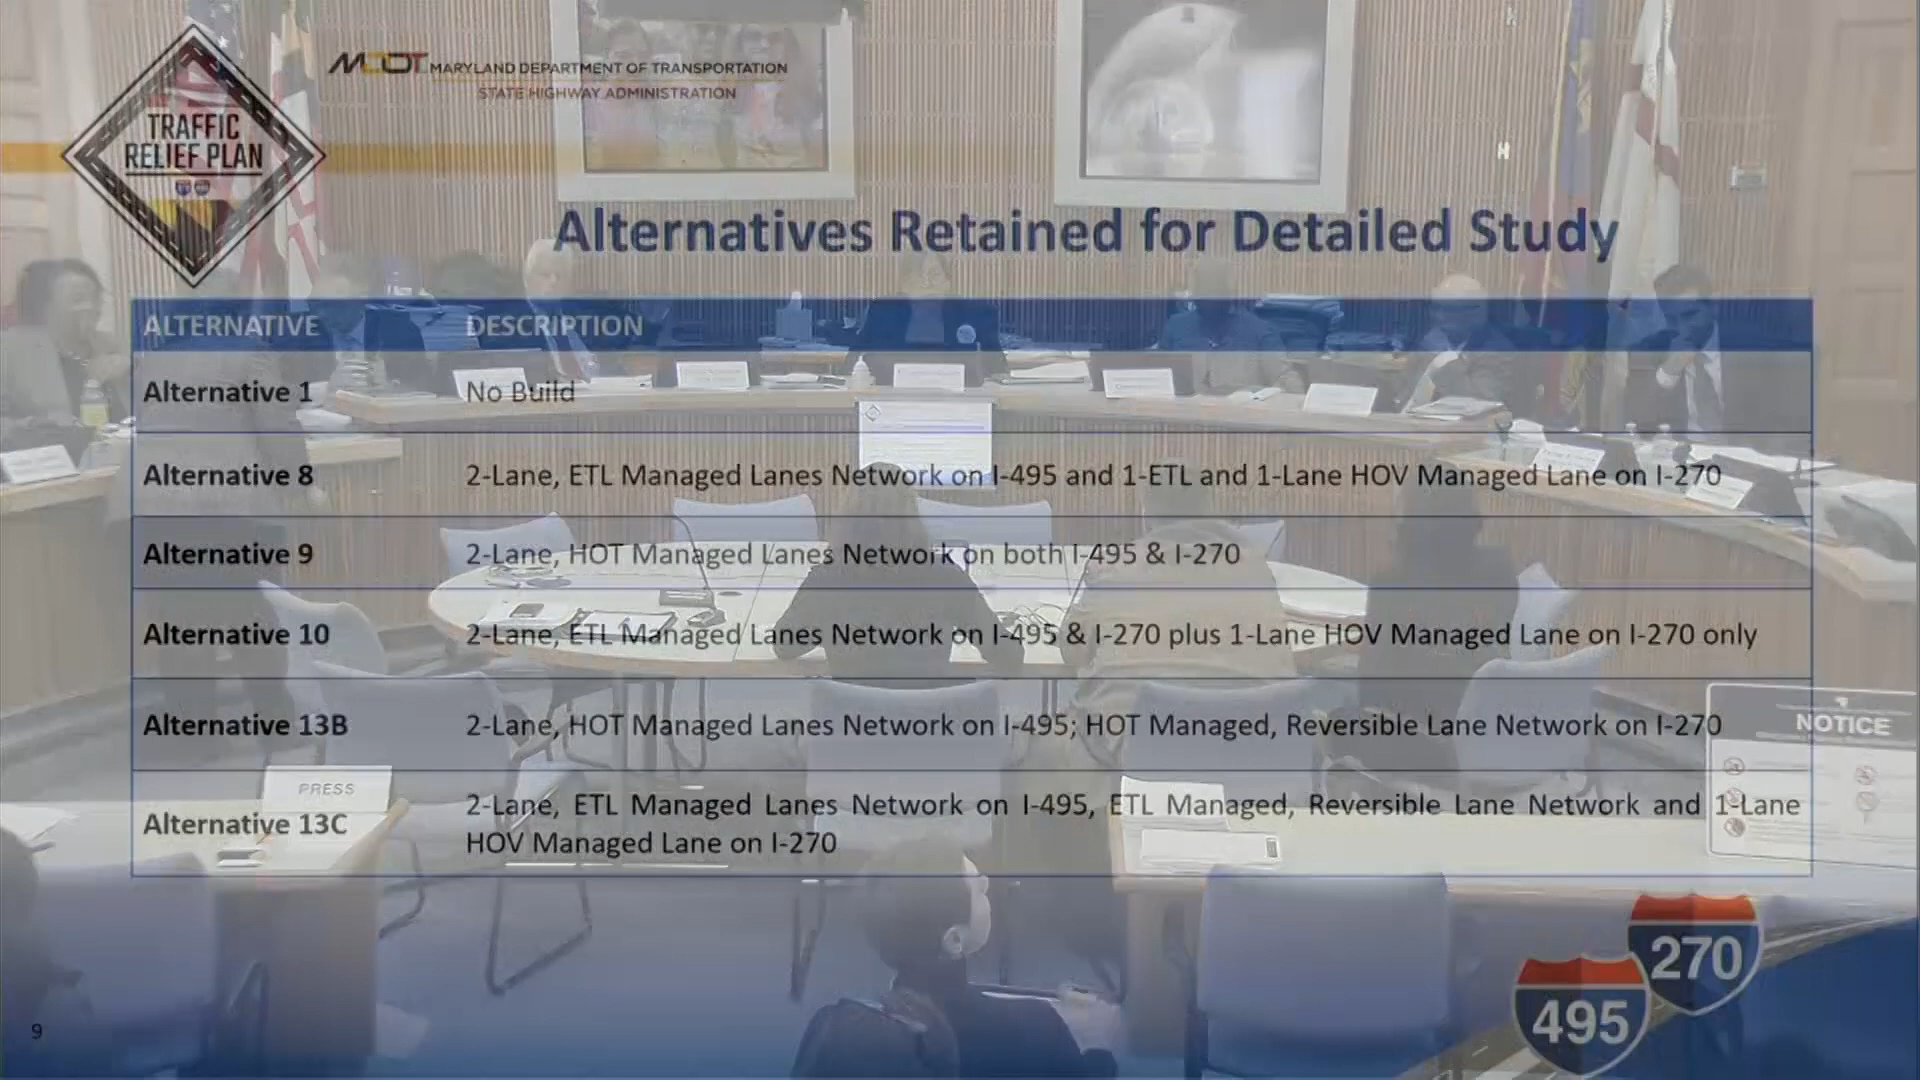 TRAFFIC
RELIEF PLAN
MDOT MARYLAND DEPARTMENT OF TRANSPORTATION
STATE HIGHWAY ADMINISTRATION
Alternatives Retained for Detailed Study
ALTERNATIVE DESCRIPTION
Alternative 1 No Build
Alternative 8 2-Lane, ETL Managed Lanes Network on I-495 and 1-ETL and 1-Lane HOV Managed Lane on I-270
Alternative 9 2-Lane, HOT Managed Lanes Network on both I-495 & I-270
Alternative 10 2-Lane, ETL Managed Lanes Network on I-495 & I-270 plus 1-Lane HOV Managed Lane on I-270 only
Alternative 13B 2-Lane, HOT Managed Lanes Network on I-495; HOT Managed, Reversible Lane Network on I-270
Alternative 13C 2-Lane, ETL Managed Lanes Network on I-495, ETL Managed, Reversible Lane Network and 1-Lane
HOV Managed Lane on I-270
NOTICE
PRESS
270
495
9